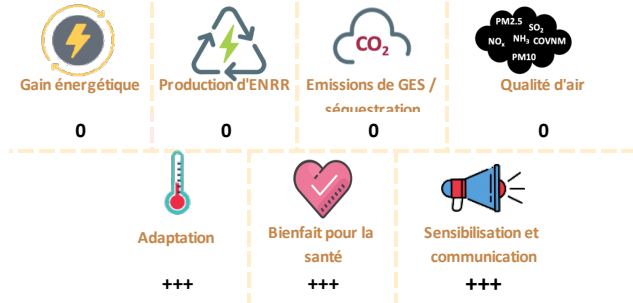 PM2.5
SO₂
NOₓ NH₃ COVNM
PM10
CO₂
Gain énergétique
Production d'ENRR
Emissions de GES /
séquestration
Qualité d'air
0
0
0
0
Adaptation
Bienfait pour la
santé
Sensibilisation et
communication
+++
+++
+++